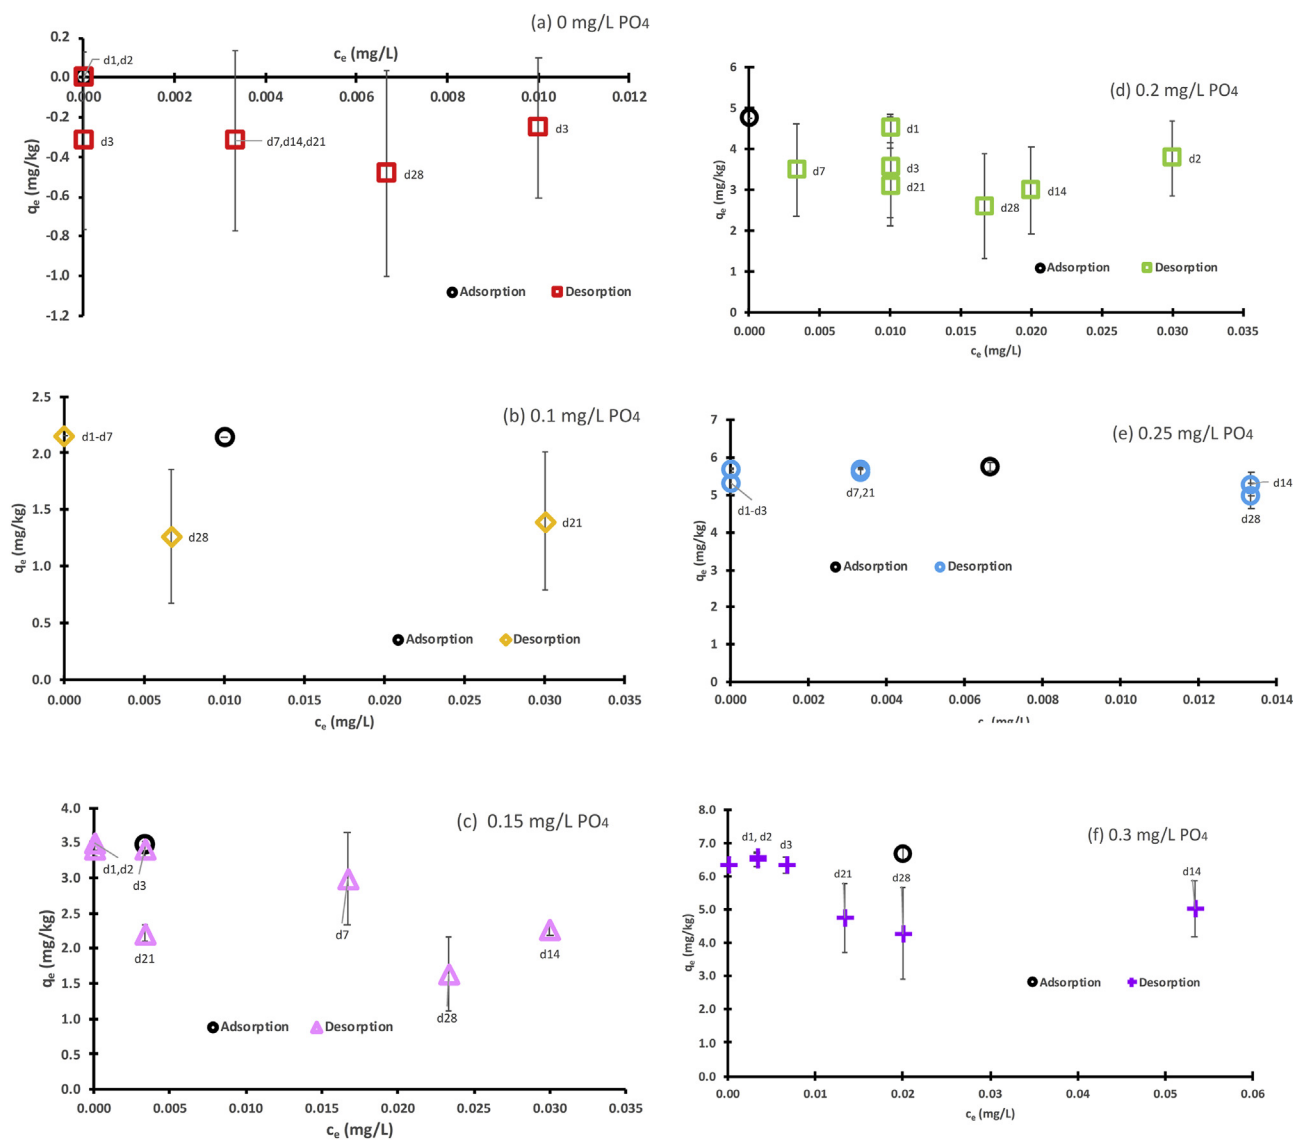 (a) 0 mg/L PO4
cₑ (mg/L)
qₑ (mg/kg)
0.2
0.0
-0.2
-0.4
-0.6
-0.8
-1.0
-1.2
0.000 0.002 0.004 0.006 0.008 0.010 0.012
d1,d2
d3
d7,d14,d21
d28
d3
Adsorption Desorption
(d) 0.2 mg/L PO4
qₑ (mg/kg)
6
5
4
3
2
1
0
d1
d7
d3
d21
d28
d14
d2
Adsorption Desorption
0.000 0.005 0.010 0.015 0.020 0.025 0.030 0.035
cₑ (mg/L)
(b) 0.1 mg/L PO4
qₑ (mg/kg)
2.5
2.0
1.5
1.0
0.5
0.0
d1-d7
d28
d21
Adsorption Desorption
0.000 0.005 0.010 0.015 0.020 0.025 0.030 0.035
cₑ (mg/L)
(e) 0.25 mg/L PO4
qₑ (mg/kg)
7
6
5
4
3
2
1
0
d1-d3
d7,21
d14
d28
Adsorption Desorption
0.000 0.002 0.004 0.006 0.008 0.010 0.012 0.014
(mg/L)
(c) 0.15 mg/L PO4
qₑ (mg/kg)
4.0
3.5
3.0
2.5
2.0
1.5
1.0
0.5
0.0
d1,d2
d3
d21
d7
d28
d14
Adsorption Desorption
0.000 0.005 0.010 0.015 0.020 0.025 0.030 0.035
cₑ (mg/L)
(f) 0.3 mg/L PO4
qₑ (mg/kg)
8.0
7.0
6.0
5.0
4.0
3.0
2.0
1.0
0.0
d1, d2
d3
d21
d28
d14
Adsorption Desorption
0.00 0.01 0.02 0.03 0.04 0.05 0.06
cₑ (mg/L)